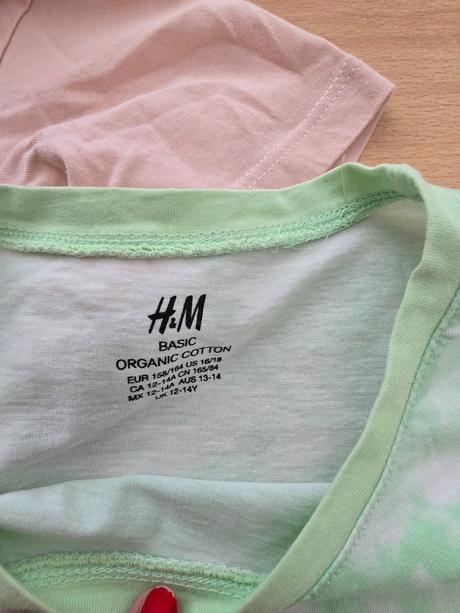 H&M
BASIC
ORGANIC COTTON
EUR 158/164 US 16/18
CA 12-14A CN 165/84
MX 12-14A AUS 13-14
UK 12-14Y